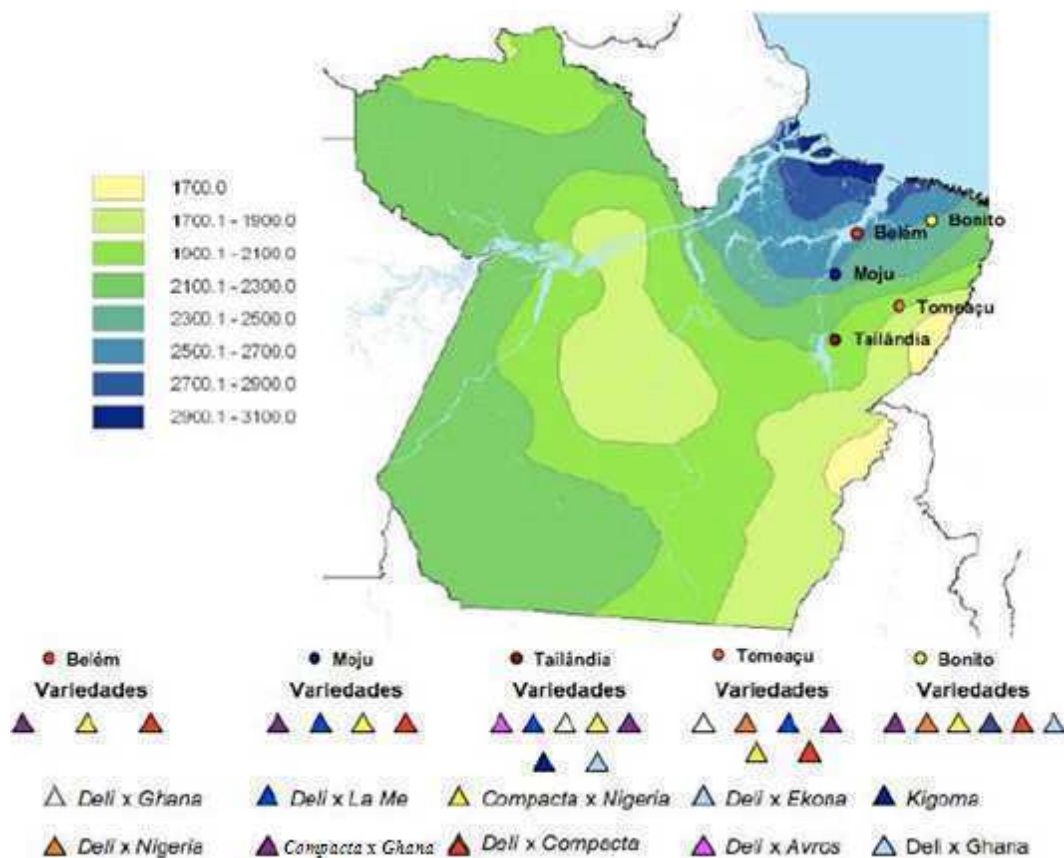 1700.0
1700.1 - 1900.0
1900.1 - 2100.0
2100.1 - 2300.0
2300.1 - 2500.0
2500.1 - 2700.0
2700.1 - 2900.0
2900.1 - 3100.0
Bonito
Belém
Moju
Tomeaçu
Tailândia
Belém Moju Tailândia Tomeaçu Bonito
Variedades Variedades Variedades Variedades Variedades
Deli x Ghana Deli x La Me Compacta x Nigeria Deli x Ekona Kigoma
Deli x Nigeria Compacta x Ghana Deli x Compacta Deli x Avros Deli x Ghana